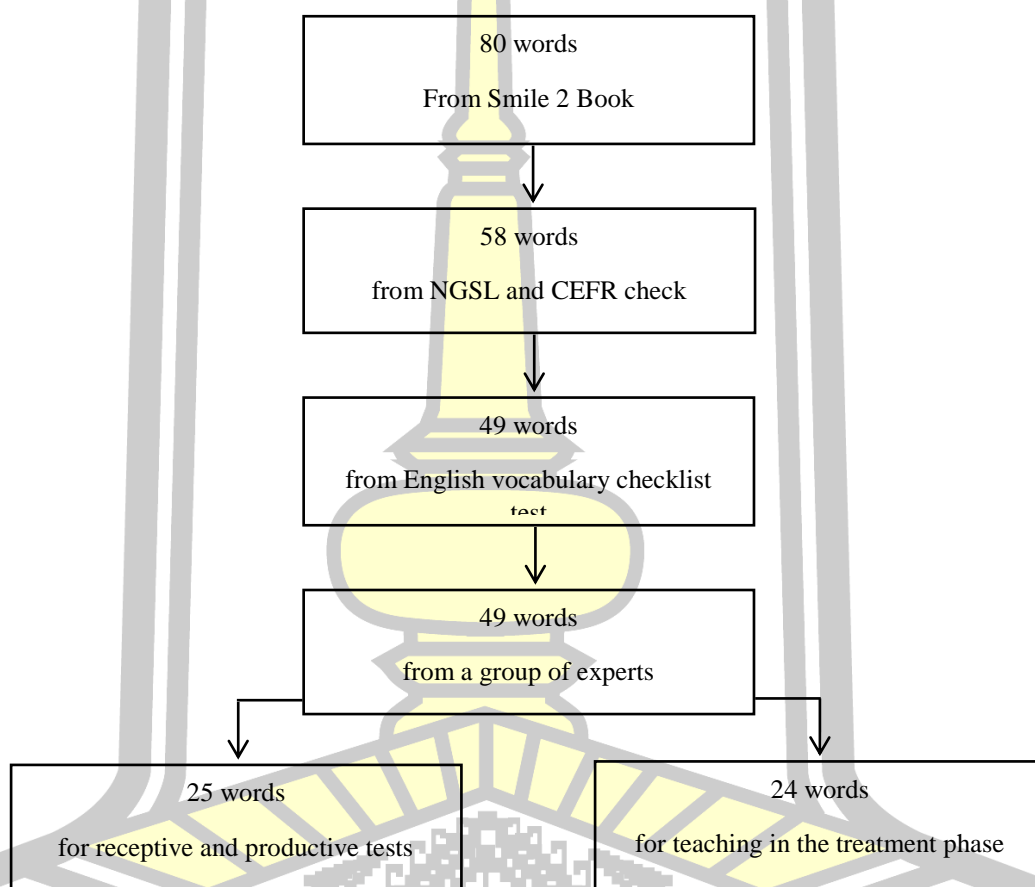 80 words
From Smile 2 Book
58 words
from NGSL and CEFR check
49 words
from English vocabulary checklist
test
49 words
from a group of experts
25 words
for receptive and productive tests
24 words
for teaching in the treatment phase